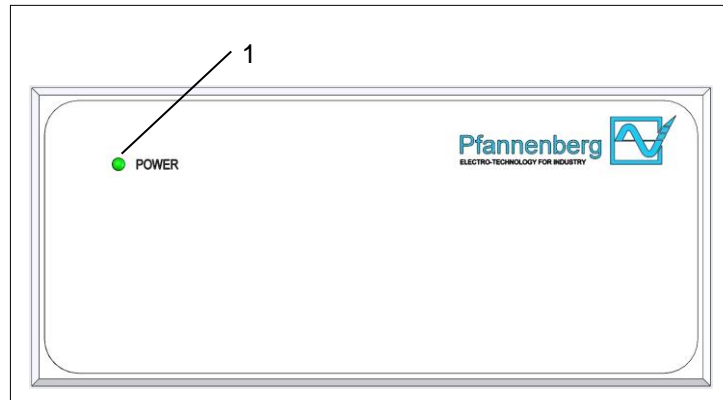 1
Pfannenberg
ELECTRO-TECHNOLOGY FOR INDUSTRY
POWER